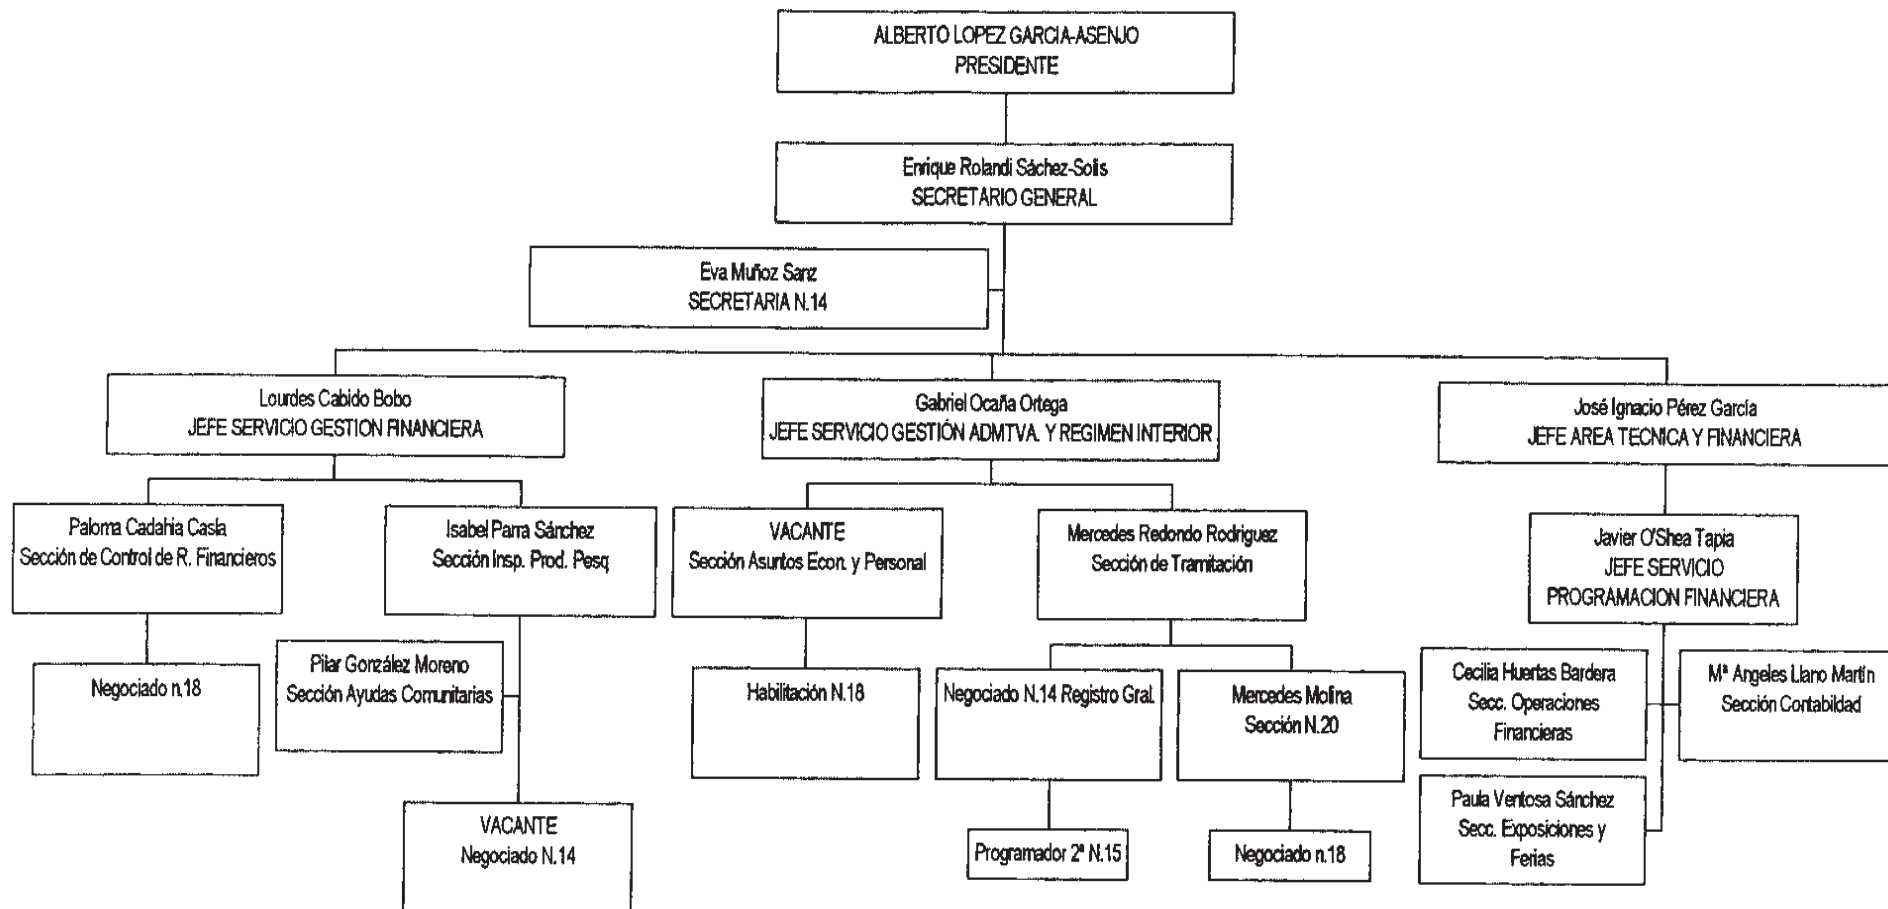 ALBERTO LOPEZ GARCIA-ASENJO
PRESIDENTE
Enrique Rolandi Sáchez-Solis
SECRETARIO GENERAL
Eva Muñoz Sanz
SECRETARIA N.14
Lourdes Cabido Bobo
JEFE SERVICIO GESTION FINANCIERA
Gabriel Ocaña Ortega
JEFE SERVICIO GESTIÓN ADMTVA. Y REGIMEN INTERIOR
José Ignacio Pérez García
JEFE AREA TECNICA Y FINANCIERA
Paloma Cadahia Casla
Sección de Control de R. Financieros
Isabel Parra Sánchez
Sección Insp. Prod. Pesq
VACANTE
Sección Asuntos Econ. y Personal
Mercedes Redondo Rodriguez
Sección de Tramitación
Javier O'Shea Tapia
JEFE SERVICIO
PROGRAMACION FINANCIERA
Negociado n.18
Pilar González Moreno
Sección Ayudas Comunitarias
Habilitación N.18
Negociado N.14 Registro Gral.
Mercedes Molina
Sección N.20
Cecilia Huertas Bardera
Secc. Operaciones
Financieras
Mª Angeles Llano Martín
Sección Contabildad
VACANTE
Negociado N.14
Programador 2ª N.15
Negociado n.18
Paula Ventosa Sánchez
Secc. Exposiciones y
Ferias